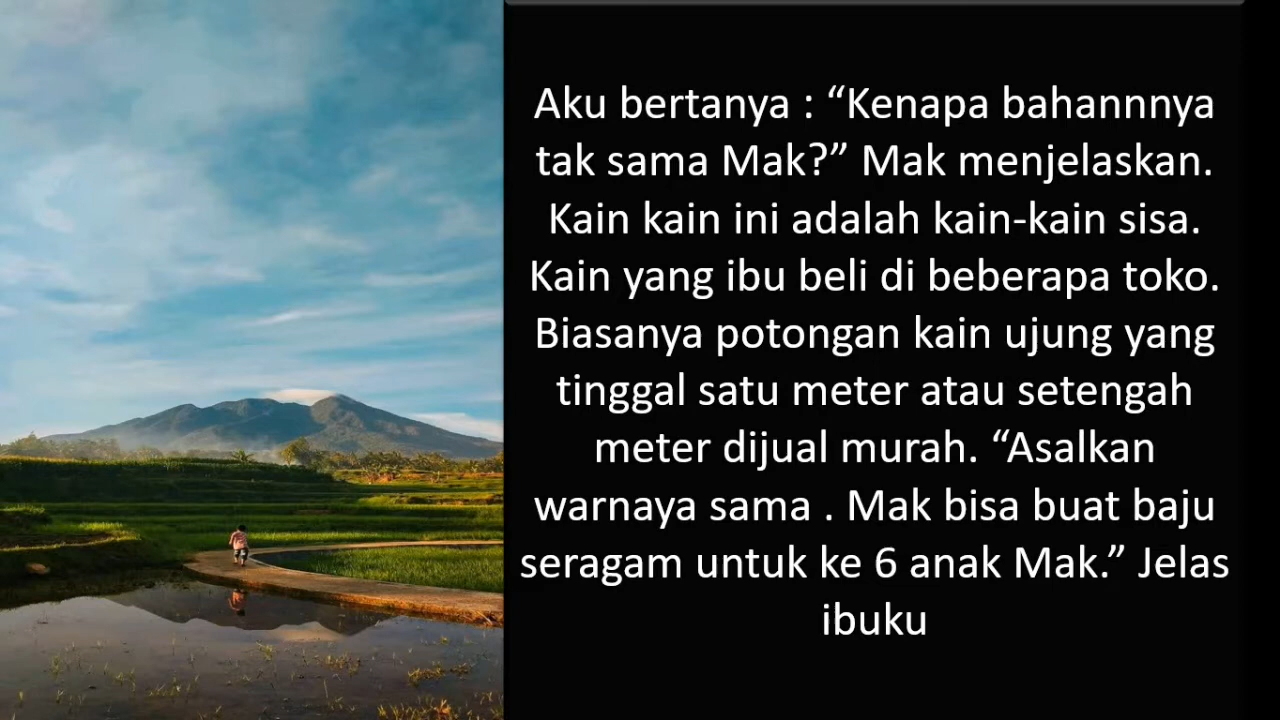 Aku bertanya : “Kenapa bahannnya
tak sama Mak?” Mak menjelaskan.
Kain kain ini adalah kain-kain sisa.
Kain yang ibu beli di beberapa toko.
Biasanya potongan kain ujung yang
tinggal satu meter atau setengah
meter dijual murah. “Asalkan
warnaya sama . Mak bisa buat baju
seragam untuk ke 6 anak Mak.” Jelas
ibuku